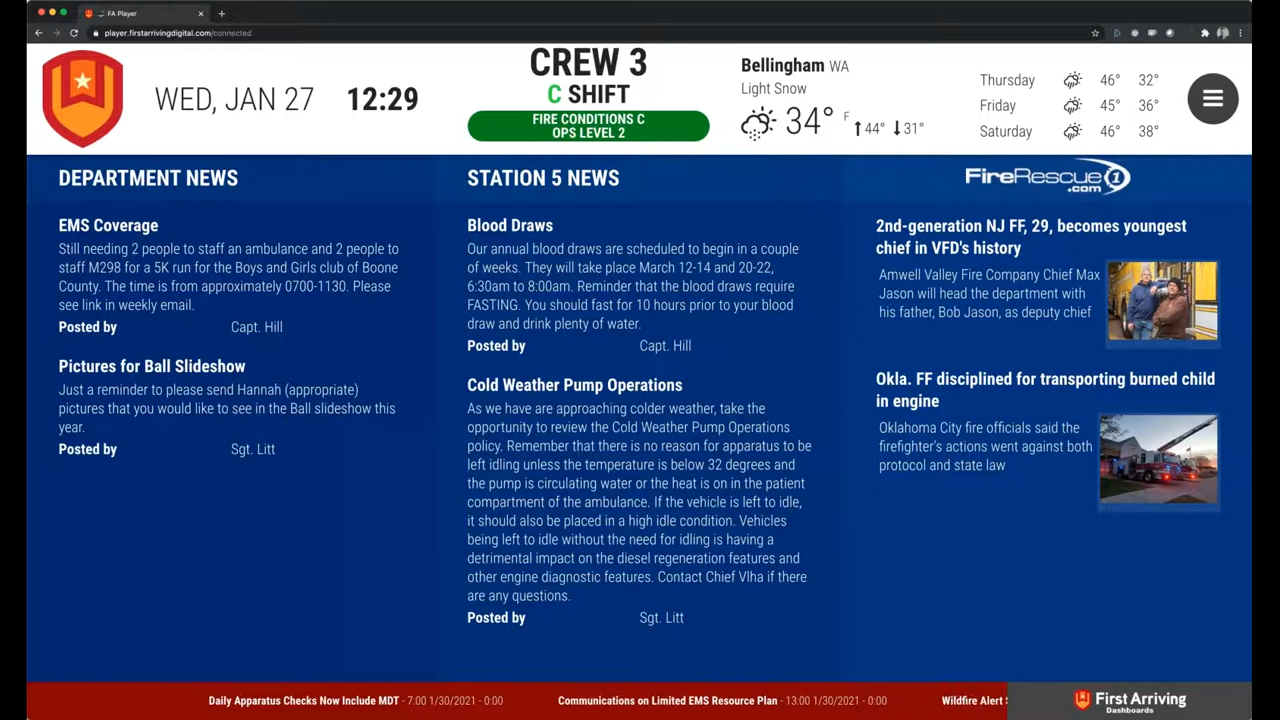 FA Player
player.firstarrivingdigital.com/connected
WED, JAN 27
12:29
CREW 3
C SHIFT
FIRE CONDITIONS C
OPS LEVEL 2
Bellingham WA
Light Snow
34° F
44° 31°
Thursday 46° 32°
Friday 45° 36°
Saturday 46° 38°
DEPARTMENT NEWS
EMS Coverage
Still needing 2 people to staff an ambulance and 2 people to
staff M298 for a 5K run for the Boys and Girls club of Boone
County. The time is from approximately 0700-1130. Please
see link in weekly email.
Posted by Capt. Hill
Pictures for Ball Slideshow
Just a reminder to please send Hannah (appropriate)
pictures that you would like to see in the Ball slideshow this
year.
Posted by Sgt. Litt
STATION 5 NEWS
Blood Draws
Our annual blood draws are scheduled to begin in a couple
of weeks. They will take place March 12-14 and 20-22,
6:30am to 8:00am. Reminder that the blood draws require
FASTING. You should fast for 10 hours prior to your blood
draw and drink plenty of water.
Posted by Capt. Hill
Cold Weather Pump Operations
As we have are approaching colder weather, take the
opportunity to review the Cold Weather Pump Operations
policy. Remember that there is no reason for apparatus to be
left idling unless the temperature is below 32 degrees and
the pump is circulating water or the heat is on in the patient
compartment of the ambulance. If the vehicle is left to idle,
it should also be placed in a high idle condition. Vehicles
being left to idle without the need for idling is having a
detrimental impact on the diesel regeneration features and
other engine diagnostic features. Contact Chief Vlha if there
are any questions.
Posted by Sgt. Litt
FireRescue1
.com
2nd-generation NJ FF, 29, becomes youngest
chief in VFD's history
Amwell Valley Fire Company Chief Max
Jason will head the department with
his father, Bob Jason, as deputy chief
Okla. FF disciplined for transporting burned child
in engine
Oklahoma City fire officials said the
firefighter's actions went against both
protocol and state law
Daily Apparatus Checks Now Include MDT - 7:00 1/30/2021 - 0:00
Communications on Limited EMS Resource Plan - 13:00 1/30/2021 - 0:00
Wildfire Alert
First Arriving
Dashboards